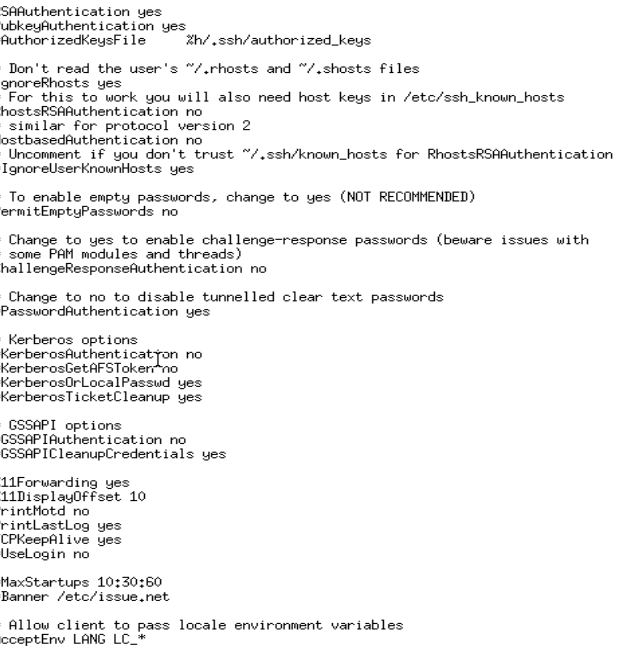 SAAuthentication yes
ubkeyAuthentication yes
AuthorizedKeysFile     %h/.ssh/authorized_keys
Don't read the user's ~/.rhosts and ~/.shosts files
gnoreRhosts yes
For this to work you will also need host keys in /etc/ssh_known_hosts
hostsRSAAuthentication no
similar for protocol version 2
ostbasedAuthentication no
Uncomment if you don't trust ~/.ssh/known_hosts for RhostsRSAAuthentication
IgnoreUserKnownHosts yes
To enable empty passwords, change to yes (NOT RECOMMENDED)
ermitEmptyPasswords no
Change to yes to enable challenge-response passwords (beware issues with
some PAM modules and threads)
hallengeResponseAuthentication no
Change to no to disable tunnelled clear text passwords
PasswordAuthentication yes
Kerberos options
KerberosAuthentication no
KerberosGetAFSToken no
KerberosOrLocalPasswd yes
KerberosTicketCleanup yes
GSSAPI options
GSSAPIAuthentication no
GSSAPICleanupCredentials yes
11Forwarding yes
11DisplayOffset 10
rintMotd no
rintLastLog yes
CPKeepAlive yes
UseLogin no
MaxStartups 10:30:60
Banner /etc/issue.net
Allow client to pass locale environment variables
cceptEnv LANG LC_*